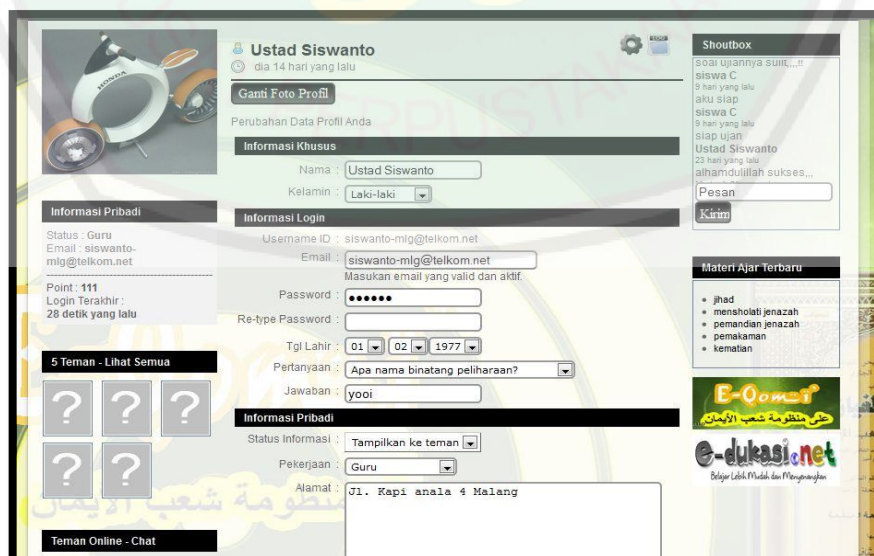 HONDA
Informasi Pribadi
Status : Guru
Email : siswanto-
mlg@telkom.net
Point : 111
Login Terakhir :
28 detik yang lalu
5 Teman - Lihat Semua
? ? ?
? ?
Teman Online - Chat
Ustad Siswanto
dia 14 hari yang lalu
LOG
Ganti Foto Profil
Perubahan Data Profil Anda
Informasi Khusus
Nama : Ustad Siswanto
Kelamin : Laki-laki
Informasi Login
Username ID : siswanto-mlg@telkom.net
Email : siswanto-mlg@telkom.net
Masukan email yang valid dan aktif.
Password : ●●●●●●
Re-type Password :
Tgl Lahir : 01 02 1977
Pertanyaan : Apa nama binatang peliharaan?
Jawaban : yooi
Informasi Pribadi
Status Informasi : Tampilkan ke teman
Pekerjaan : Guru
Alamat : Jl. Kapi anala 4 Malang
Shoutbox
soal ujiannya sulit,,,,!!
siswa C
9 hari yang lalu
aku siap
siswa C
9 hari yang lalu
siap ujan
Ustad Siswanto
23 hari yang lalu
alhamdulillah sukses,,,
Pesan
Kirim
Materi Ajar Terbaru
jihad
mensholati jenazah
pemandian jenazah
pemakaman
kematian
E-Qomi'
على منظومة شعب الأيمان
e-dukasi.net
Belajar Lebih Mudah dan Menyenangkan
منظومة شعب الأيمان